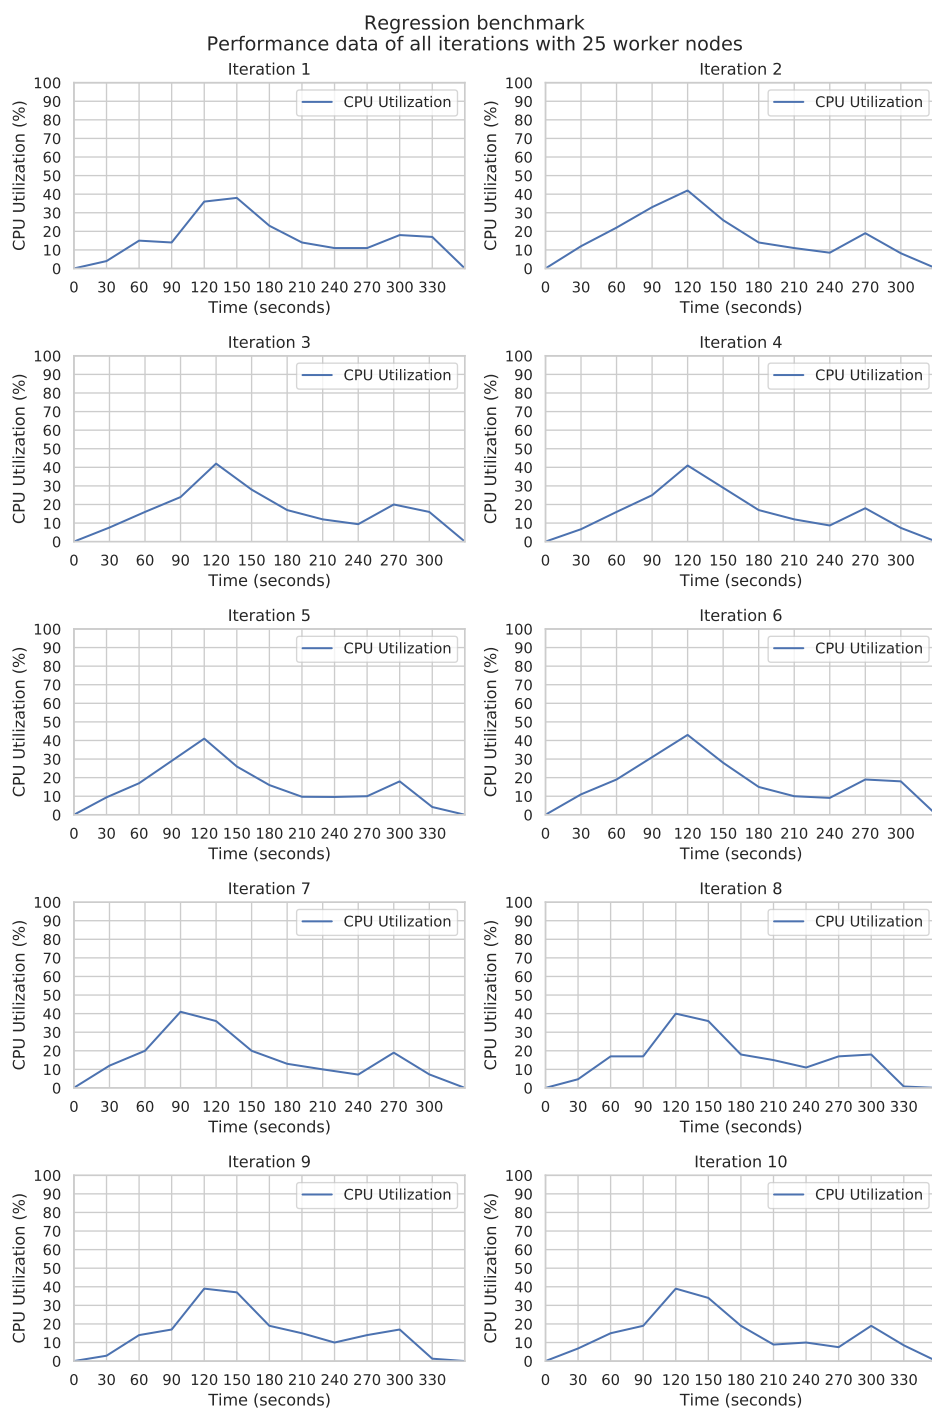 Regression benchmark
Performance data of all iterations with 25 worker nodes
Iteration 1
CPU Utilization (%)
100
90
80
70
60
50
40
30
20
10
0
CPU Utilization
0 30 60 90 120 150 180 210 240 270 300 330
Time (seconds)
Iteration 2
CPU Utilization (%)
100
90
80
70
60
50
40
30
20
10
0
CPU Utilization
0 30 60 90 120 150 180 210 240 270 300
Time (seconds)
Iteration 3
CPU Utilization (%)
100
90
80
70
60
50
40
30
20
10
0
CPU Utilization
0 30 60 90 120 150 180 210 240 270 300
Time (seconds)
Iteration 4
CPU Utilization (%)
100
90
80
70
60
50
40
30
20
10
0
CPU Utilization
0 30 60 90 120 150 180 210 240 270 300
Time (seconds)
Iteration 5
CPU Utilization (%)
100
90
80
70
60
50
40
30
20
10
0
CPU Utilization
0 30 60 90 120 150 180 210 240 270 300 330
Time (seconds)
Iteration 6
CPU Utilization (%)
100
90
80
70
60
50
40
30
20
10
0
CPU Utilization
0 30 60 90 120 150 180 210 240 270 300
Time (seconds)
Iteration 7
CPU Utilization (%)
100
90
80
70
60
50
40
30
20
10
0
CPU Utilization
0 30 60 90 120 150 180 210 240 270 300
Time (seconds)
Iteration 8
CPU Utilization (%)
100
90
80
70
60
50
40
30
20
10
0
CPU Utilization
0 30 60 90 120 150 180 210 240 270 300 330
Time (seconds)
Iteration 9
CPU Utilization (%)
100
90
80
70
60
50
40
30
20
10
0
CPU Utilization
0 30 60 90 120 150 180 210 240 270 300 330
Time (seconds)
Iteration 10
CPU Utilization (%)
100
90
80
70
60
50
40
30
20
10
0
CPU Utilization
0 30 60 90 120 150 180 210 240 270 300 330
Time (seconds)